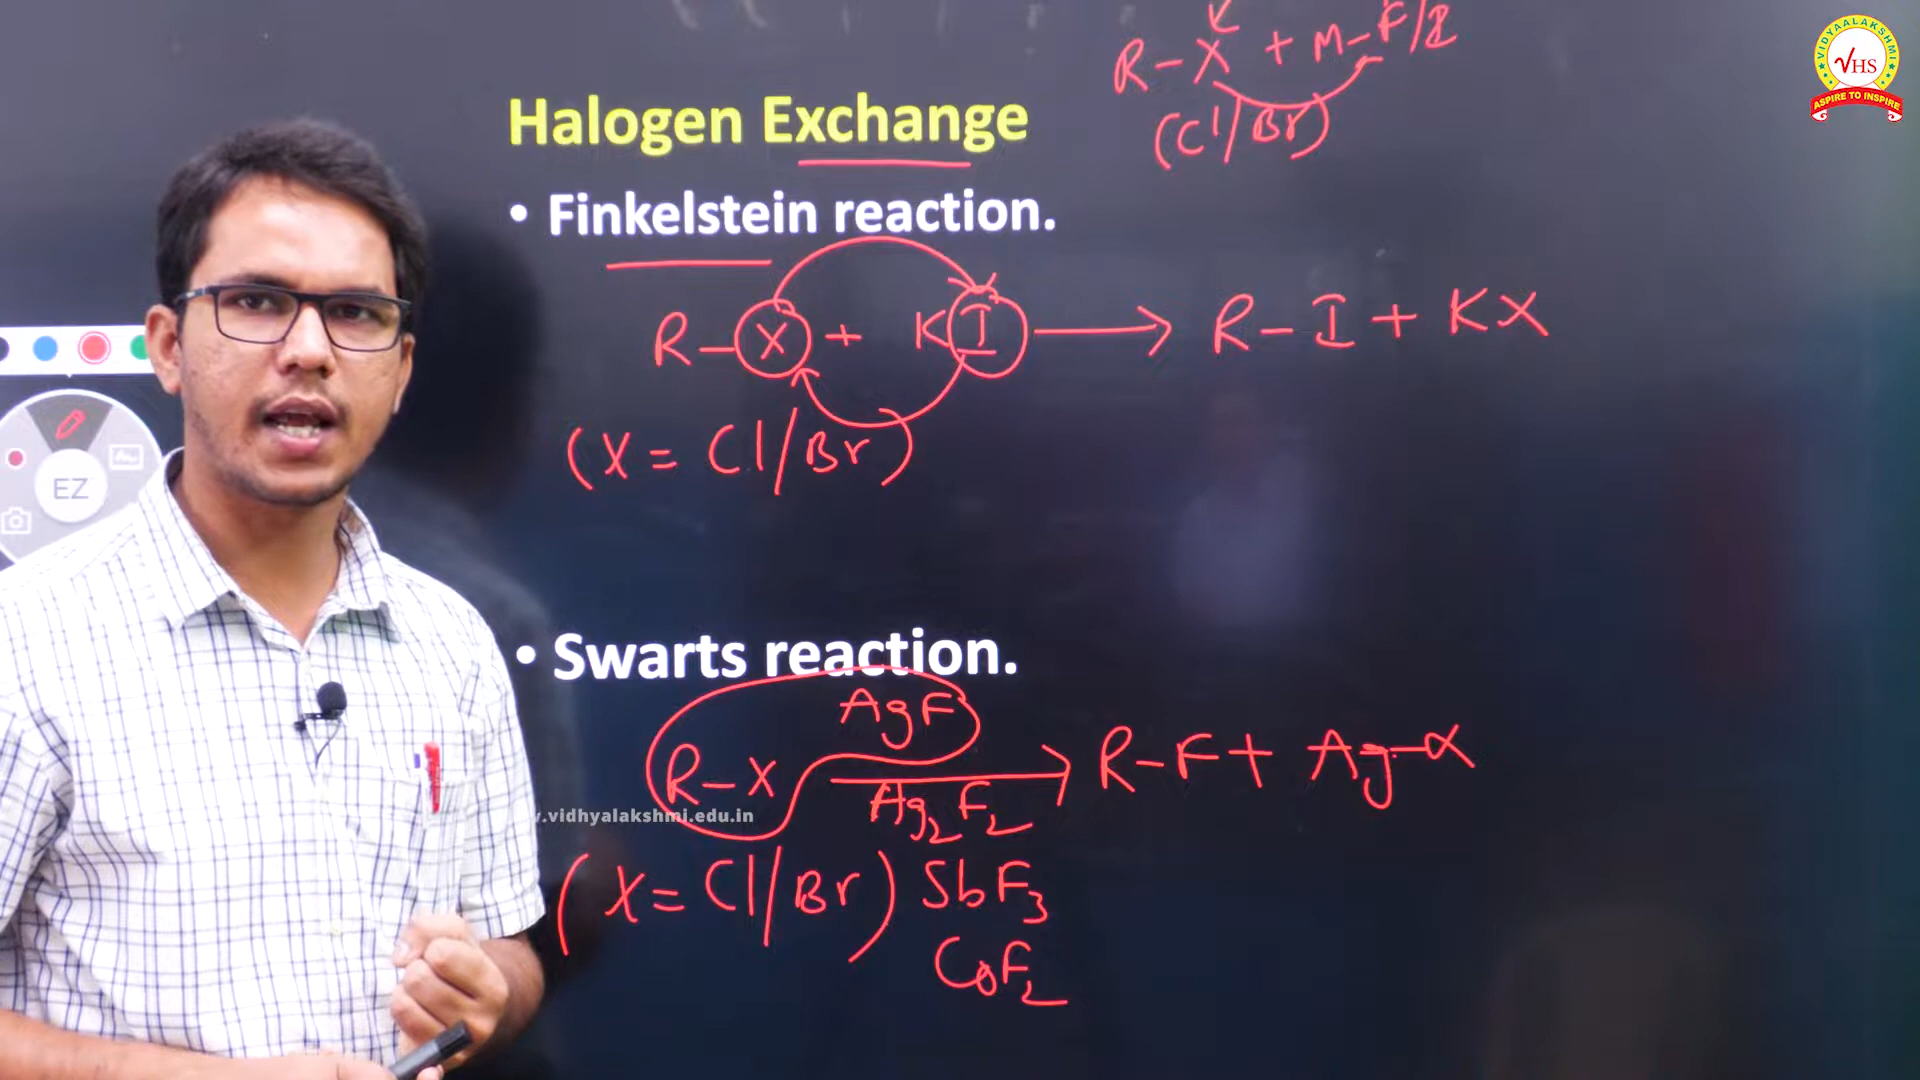 R-X + M-F/I
(Cl/Br)
VIDYAALAKSHMI
VHS
ASPIRE TO INSPIRE
Halogen Exchange
• Finkelstein reaction.
R-X + KI → R-I + KX
(X = Cl/Br)
EZ
• Swarts reaction.
AgF
R-X → R-F + Ag-X
Ag₂F₂
www.vidhyalakshmi.edu.in
(X = Cl/Br) SbF₃
CoF₂